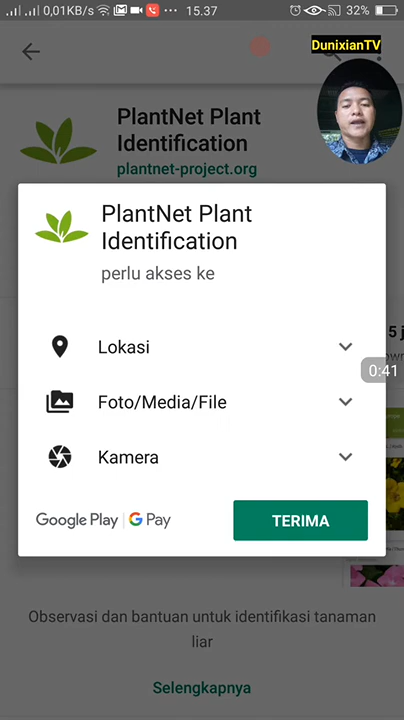 0,01KB/s
15.37
32%
DunixianTV
PlantNet Plant
Identification
plantnet-project.org
PlantNet Plant
Identification
perlu akses ke
Lokasi
0:41
Foto/Media/File
Kamera
Google Play | G Pay
TERIMA
Observasi dan bantuan untuk identifikasi tanaman
liar
Selengkapnya